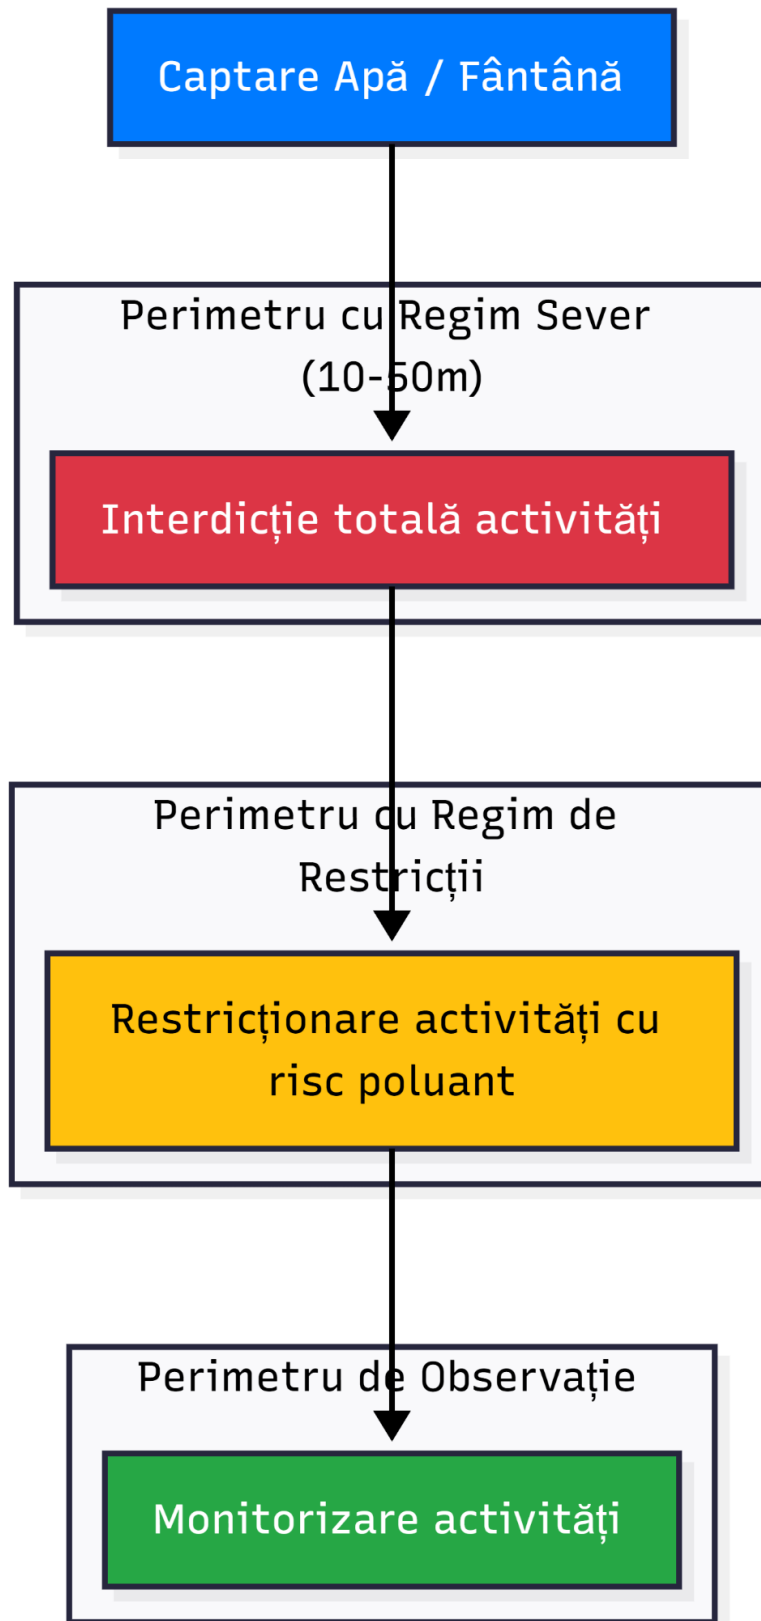 Captare Apă / Fântână
Perimetru cu Regim Sever
(10-50m)
Interdicție totală activități
Perimetru cu Regim de
Restricții
Restricționare activități cu
risc poluant
Perimetru de Observație
Monitorizare activități